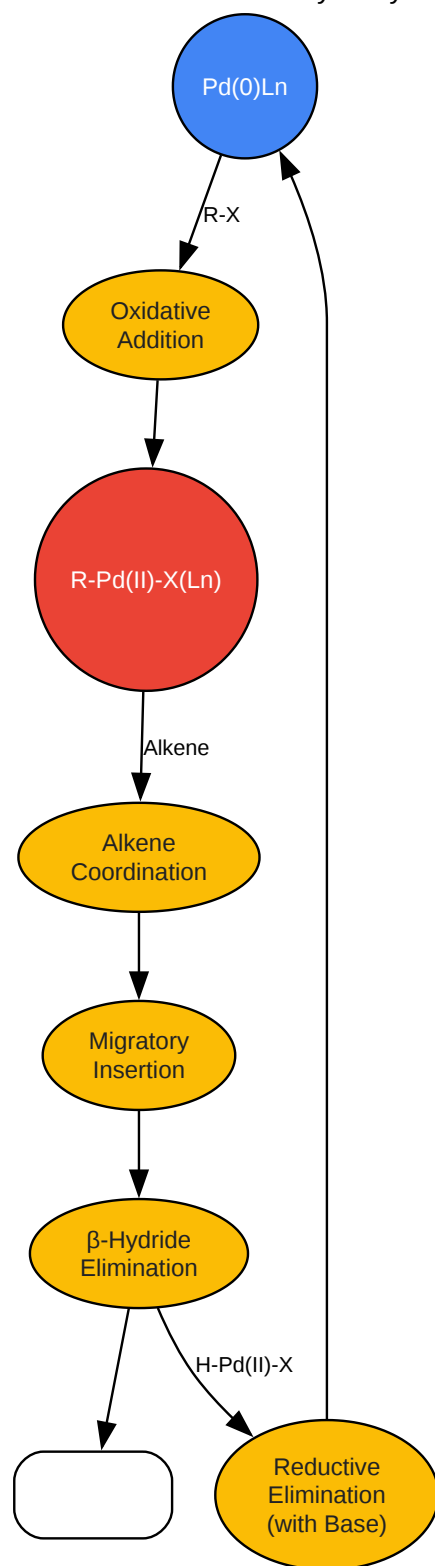 Pd(0)Ln
R-X
Oxidative
Addition
R-Pd(II)-X(Ln)
Alkene
Alkene
Coordination
Migratory
Insertion
β-Hydride
Elimination
H-Pd(II)-X
Reductive
Elimination
(with Base)